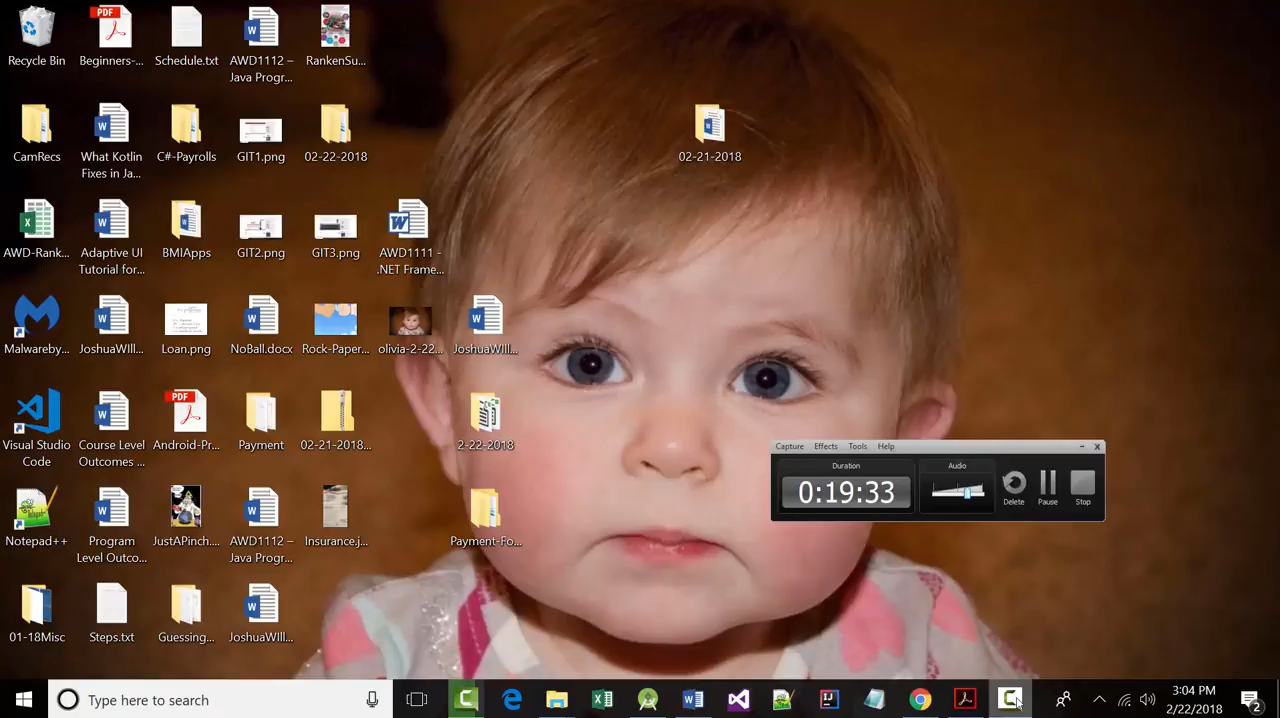 Recycle Bin
PDF
Beginners-...
Schedule.txt
AWD1112 –
Java Progr...
RankenSu...
CamRecs
What Kotlin
Fixes in Ja...
C#-Payrolls
GIT1.png
02-22-2018
02-21-2018
AWD-Rank...
Adaptive UI
Tutorial for...
BMIApps
GIT2.png
GIT3.png
AWD1111 -
.NET Frame...
Malwareby...
JoshuaWIll...
Loan.png
NoBall.docx
Rock-Paper...
olivia-2-22...
JoshuaWIll...
Visual Studio
Code
Course Level
Outcomes ...
PDF
Android-Pr...
Payment
02-21-2018...
2-22-2018
Notepad++
Program
Level Outco...
JustAPinch...
AWD1112 –
Java Progr...
Insurance.j...
Payment-Fo...
01-18Misc
Steps.txt
Guessing...
JoshuaWIll...
Capture Effects Tools Help
Duration
0:19:33
Audio
Delete
Pause
Stop
Type here to search
3:04 PM
2/22/2018
2